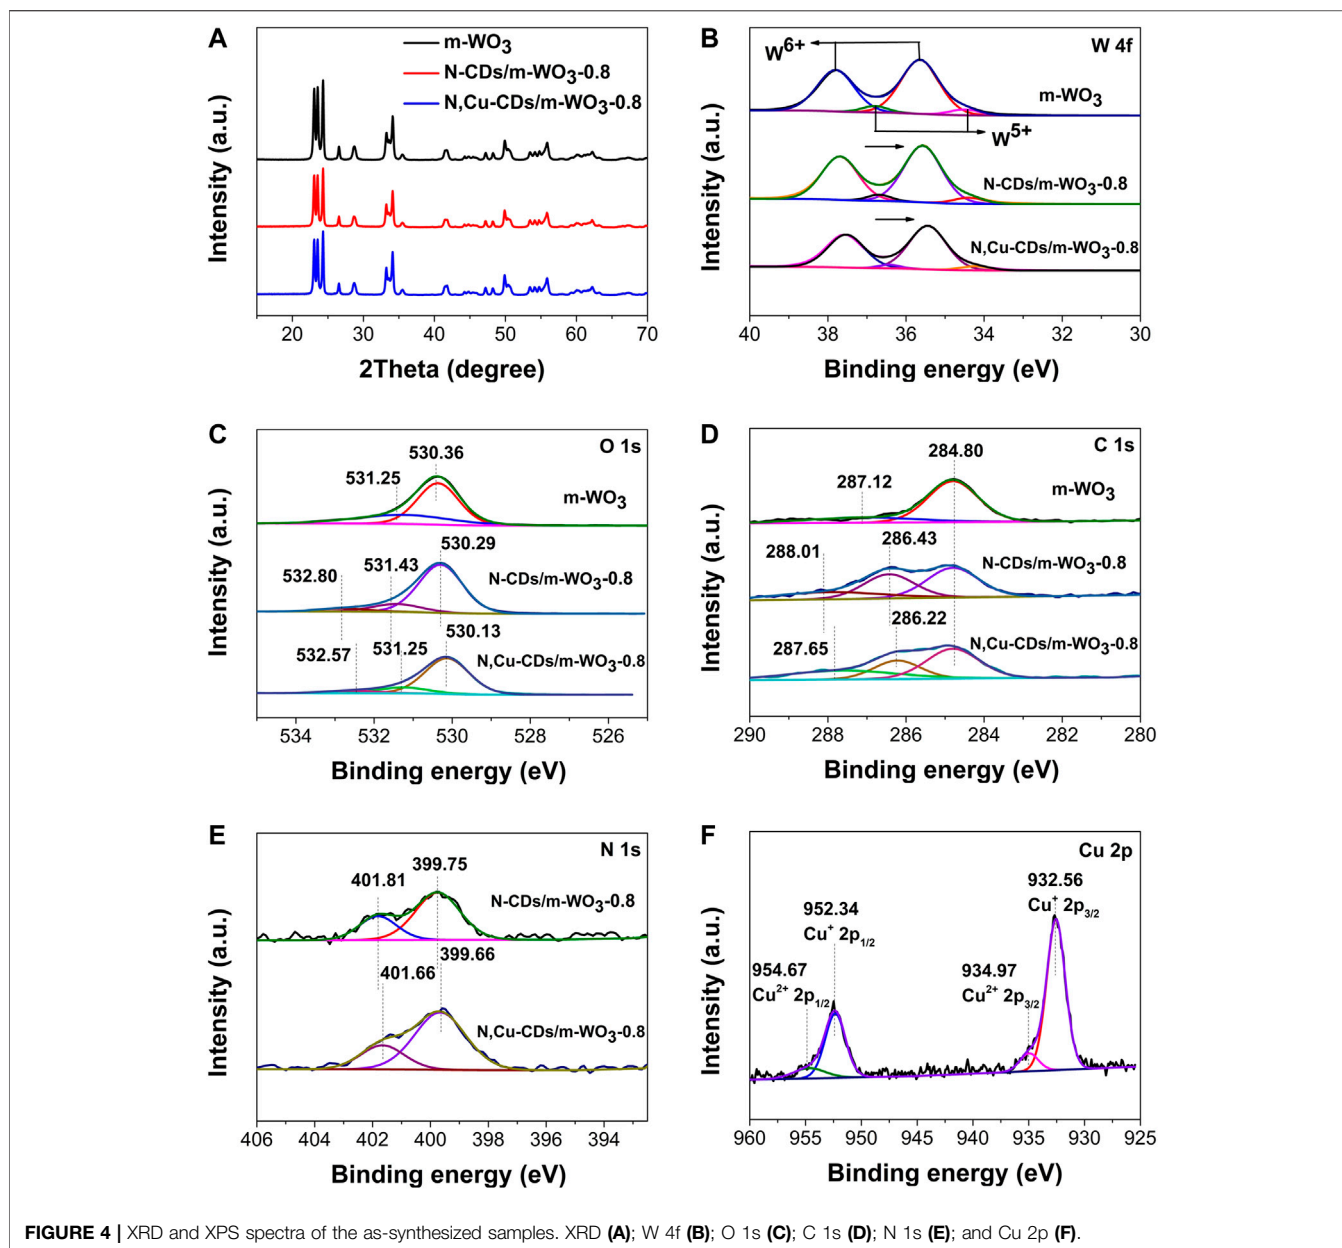 A
m-WO3
N-CDs/m-WO3-0.8
N,Cu-CDs/m-WO3-0.8
Intensity (a.u.)
20 30 40 50 60 70
2Theta (degree)
B
W 4f
W6+
m-WO3
W5+
N-CDs/m-WO3-0.8
N,Cu-CDs/m-WO3-0.8
Intensity (a.u.)
40 38 36 34 32 30
Binding energy (eV)
C
O 1s
530.36
531.25
m-WO3
530.29
531.43
532.80
N-CDs/m-WO3-0.8
530.13
531.25
532.57
N,Cu-CDs/m-WO3-0.8
Intensity (a.u.)
534 532 530 528 526
Binding energy (eV)
D
C 1s
284.80
287.12
m-WO3
286.43
288.01
N-CDs/m-WO3-0.8
286.22
287.65
N,Cu-CDs/m-WO3-0.8
Intensity (a.u.)
290 288 286 284 282 280
Binding energy (eV)
E
N 1s
399.75
401.81
N-CDs/m-WO3-0.8
399.66
401.66
N,Cu-CDs/m-WO3-0.8
Intensity (a.u.)
406 404 402 400 398 396 394
Binding energy (eV)
F
Cu 2p
932.56
Cu+ 2p3/2
952.34
Cu+ 2p1/2
954.67
Cu2+ 2p1/2
934.97
Cu2+ 2p3/2
Intensity (a.u.)
960 955 950 945 940 935 930 925
Binding energy (eV)
FIGURE 4 | XRD and XPS spectra of the as-synthesized samples. XRD (A); W 4f (B); O 1s (C); C 1s (D); N 1s (E); and Cu 2p (F).